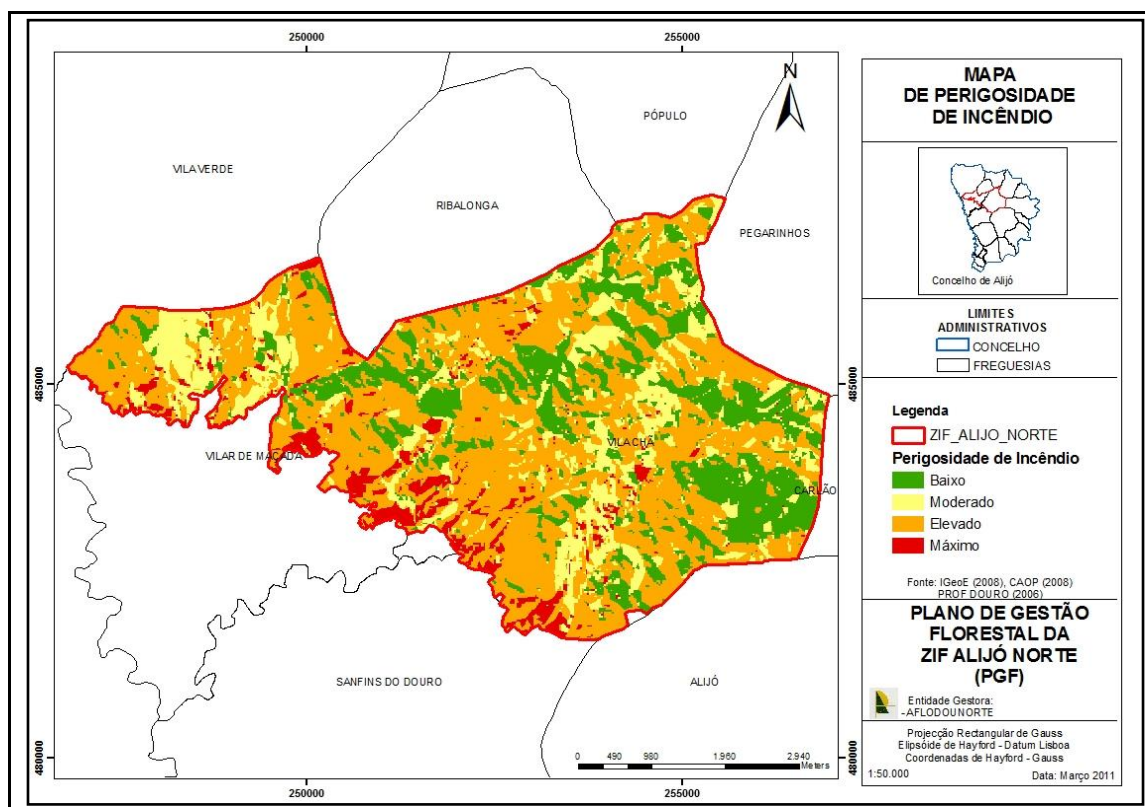 250000
255000
N
PÓPULO
VILA VERDE
RIBALONGA
PEGARINHOS
485000
485000
VILA CHÃ
VILAR DE MAÇADA
CARLÃO
SANFINS DO DOURO
ALIJÓ
480000
480000
0 490 980 1.960 2.940
Meters
250000
255000
MAPA
DE PERIGOSIDADE
DE INCÊNDIO
Concelho de Alijó
LIMITES
ADMINISTRATIVOS
CONCELHO
FREGUESIAS
Legenda
ZIF_ALIJO_NORTE
Perigosidade de Incêndio
Baixo
Moderado
Elevado
Máximo
Fonte: IGeoE (2008), CAOP (2008)
PROF DOURO (2006)
PLANO DE GESTÃO
FLORESTAL DA
ZIF ALIJÓ NORTE
(PGF)
Entidade Gestora:
-AFLODOUNORTE
Projecção Rectangular de Gauss
Elipsóide de Hayford - Datum Lisboa
Coordenadas de Hayford - Gauss
1:50.000
Data: Março 2011